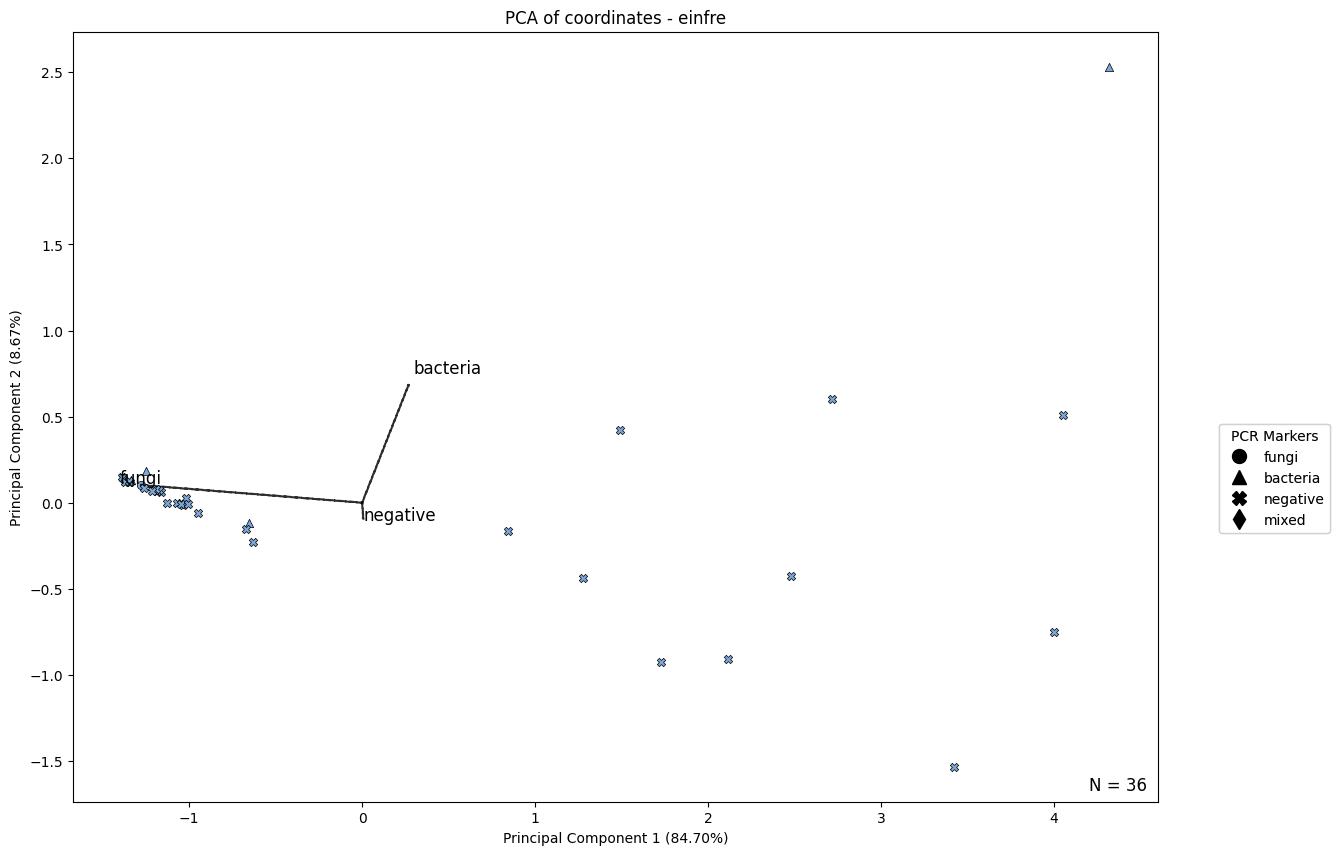 PCA of coordinates - einfre
Principal Component 2 (8.67%)
2.5
2.0
1.5
1.0
0.5
0.0
−0.5
−1.0
−1.5
bacteria
fungi
negative
N = 36
−1
0
1
2
3
4
Principal Component 1 (84.70%)
PCR Markers
fungi
bacteria
negative
mixed